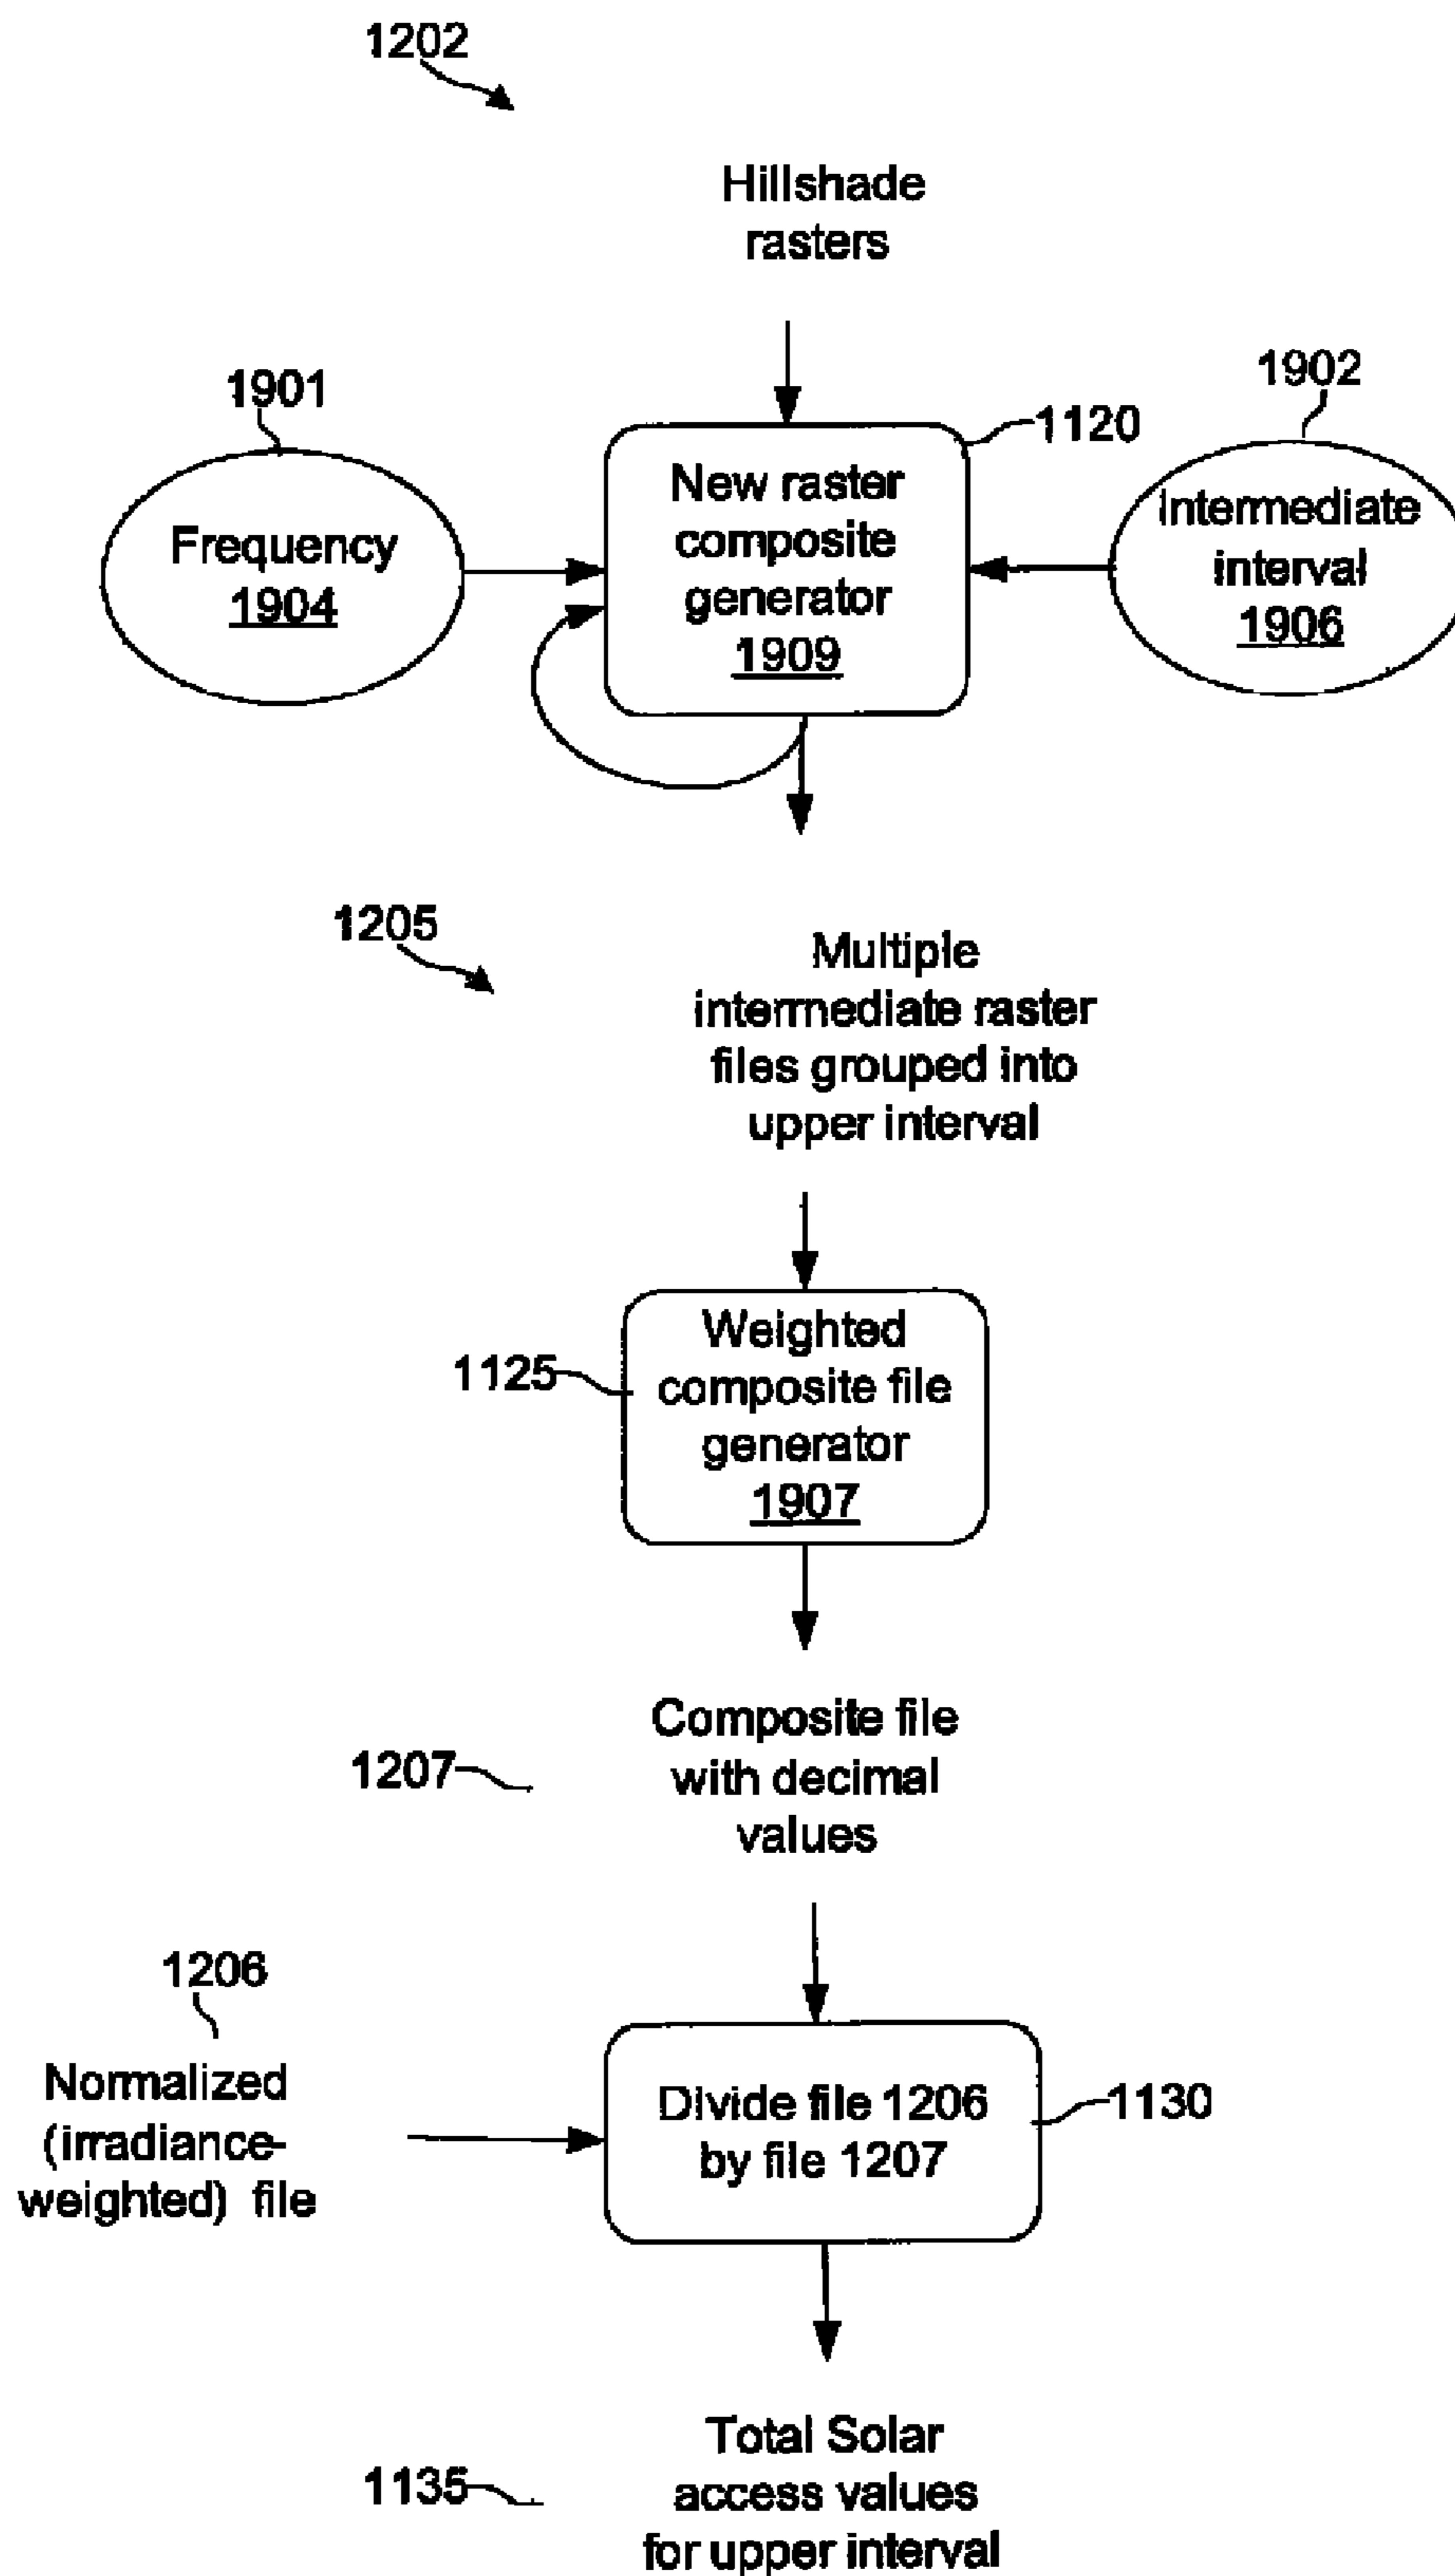 1202
Hillshade
rasters
1901
1902
1120
Frequency
1904
New raster
composite
generator
1909
Intermediate
interval
1906
1205
Multiple
intermediate raster
files grouped into
upper interval
1125
Weighted
composite file
generator
1907
1207
Composite file
with decimal
values
1206
Normalized
(irradiance-
weighted) file
Divide file 1206
by file 1207
1130
1135
Total Solar
access values
for upper interval